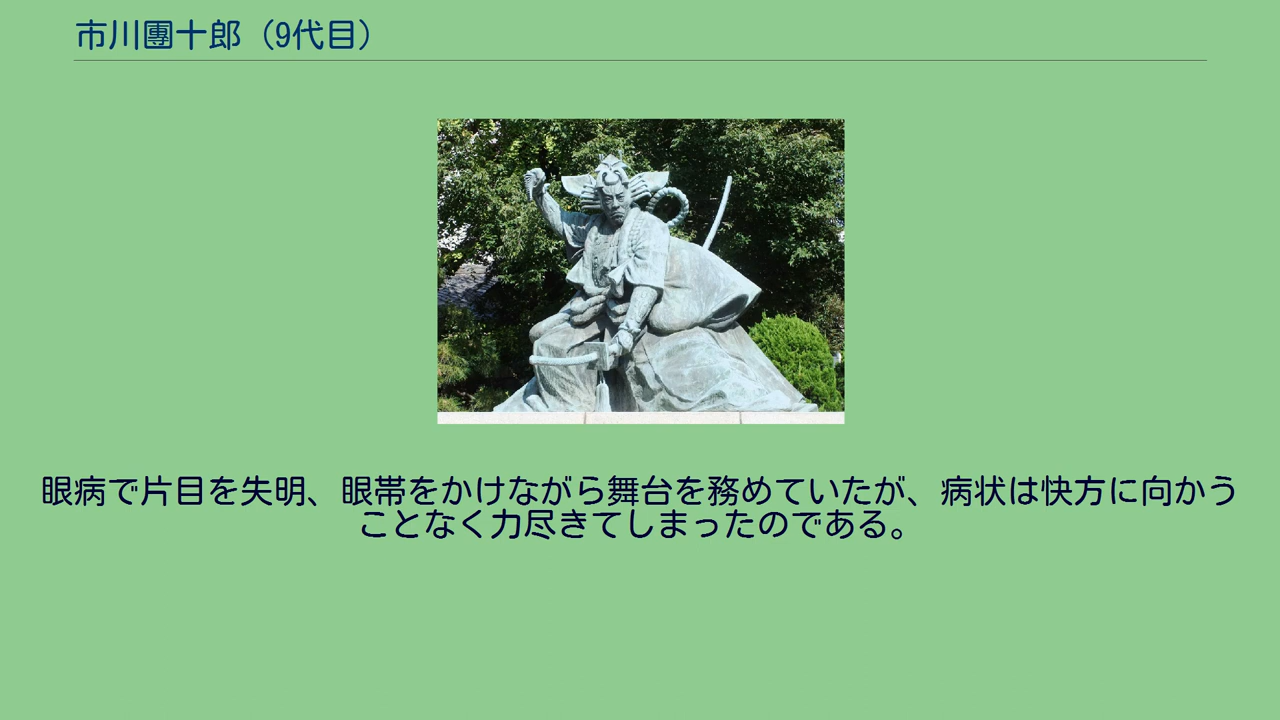 市川團十郎（9代目）
眼病で片目を失明、眼帯をかけながら舞台を務めていたが、病状は快方に向かう
ことなく力尽きてしまったのである。